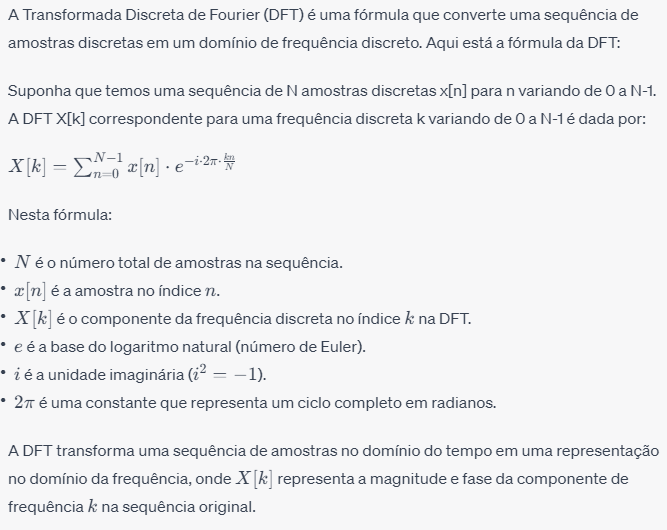 A Transformada Discreta de Fourier (DFT) é uma fórmula que converte uma sequência de
amostras discretas em um domínio de frequência discreto. Aqui está a fórmula da DFT:
Suponha que temos uma sequência de N amostras discretas x[n] para n variando de 0 a N-1.
A DFT X[k] correspondente para uma frequência discreta k variando de 0 a N-1 é dada por:
$X[k] = \sum_{n=0}^{N-1} x[n] \cdot e^{-i \cdot 2\pi \cdot \frac{kn}{N}}$
Nesta fórmula:
• $N$ é o número total de amostras na sequência.
• $x[n]$ é a amostra no índice $n$.
• $X[k]$ é o componente da frequência discreta no índice $k$ na DFT.
• $e$ é a base do logaritmo natural (número de Euler).
• $i$ é a unidade imaginária ($i^2 = -1$).
• $2\pi$ é uma constante que representa um ciclo completo em radianos.
A DFT transforma uma sequência de amostras no domínio do tempo em uma representação
no domínio da frequência, onde $X[k]$ representa a magnitude e fase da componente de
frequência $k$ na sequência original.